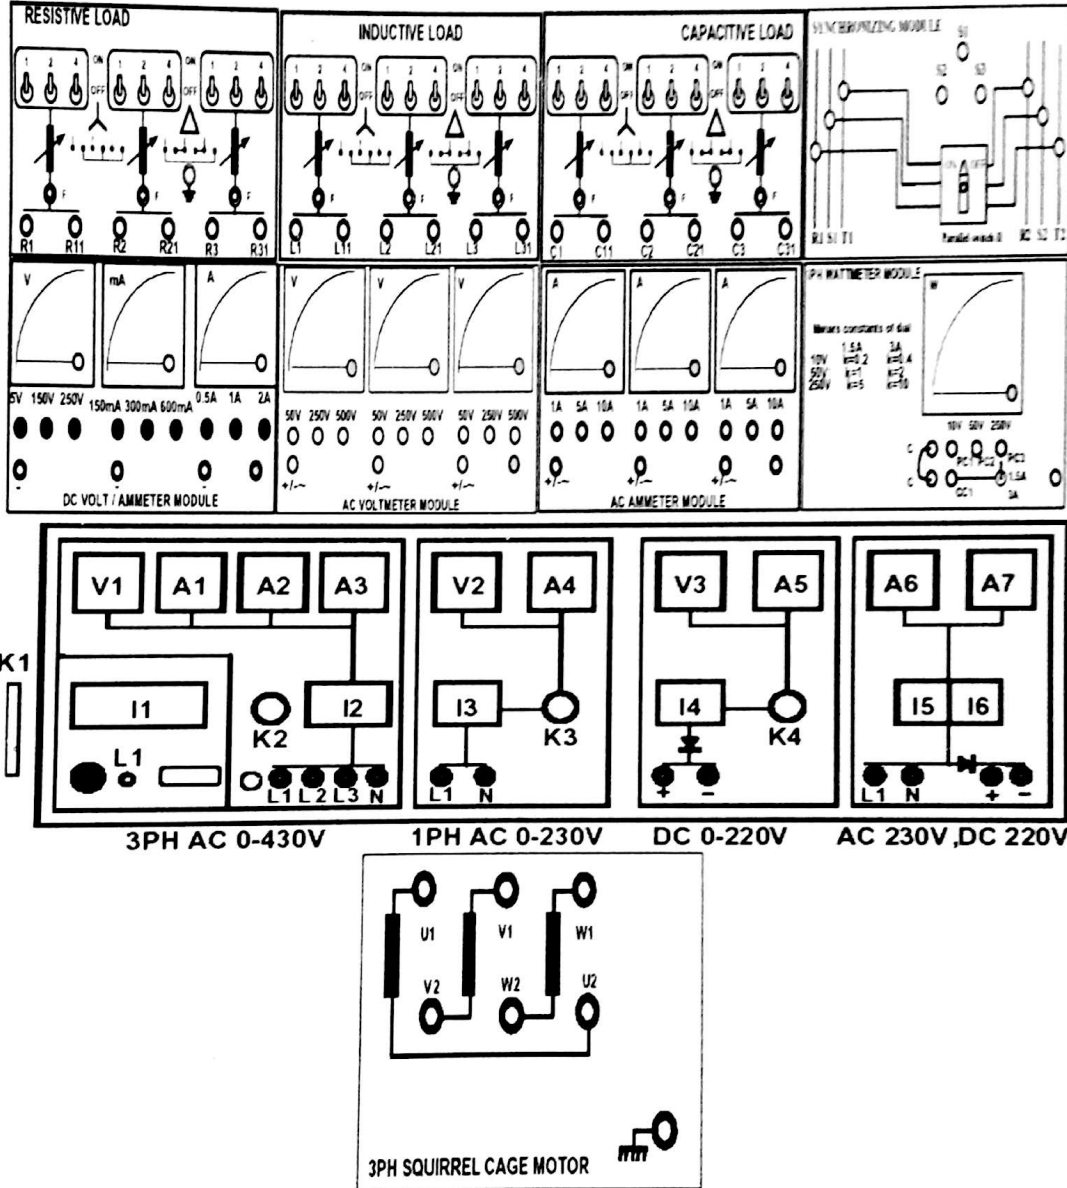 RESISTIVE LOAD
1 2 4 ON 1 2 4 ON 1 2 4
OFF OFF
F F F
R1 R11 R2 R21 R3 R31
INDUCTIVE LOAD
1 2 4 ON 1 2 4 ON 1 2 4
OFF OFF
F F F
L1 L11 L2 L21 L3 L31
CAPACITIVE LOAD
1 2 4 ON 1 2 4 ON 1 2 4
OFF OFF
F F F
C1 C11 C2 C21 C3 C31
SYNCHRONIZING MODULE
S1
S2 S3
ON OFF
R1 S1 T1 Parallel switch R2 S2 T2
V mA A
5V 150V 250V 150mA 300mA 600mA 0.5A 1A 2A
- - -
DC VOLT / AMMETER MODULE
V V V
50V 250V 500V 50V 250V 500V 50V 250V 500V
+/-~ +/-~ +/-~
AC VOLTMETER MODULE
A A A
1A 5A 10A 1A 5A 10A 1A 5A 10A
+/-~ +/-~
AC AMMETER MODULE
PH WATTMETER MODULE
W
constants of dial
1.5A 3A
10V k=0.2 k=0.4
50V k=1 k=2
250V k=5 k=10
10V 50V 250V
C PC1 PC2 PC3
C CC1 1.5A
3A
V1 A1 A2 A3 V2 A4 V3 A5 A6 A7
K1
I1 I2 I3 I4 I5 I6
K2 K3 K4
L1
L1 L2 L3 N L1 N + - L1 N + -
3PH AC 0-430V 1PH AC 0-230V DC 0-220V AC 230V ,DC 220V
U1 V1 W1
V2 W2 U2
3PH SQUIRREL CAGE MOTOR